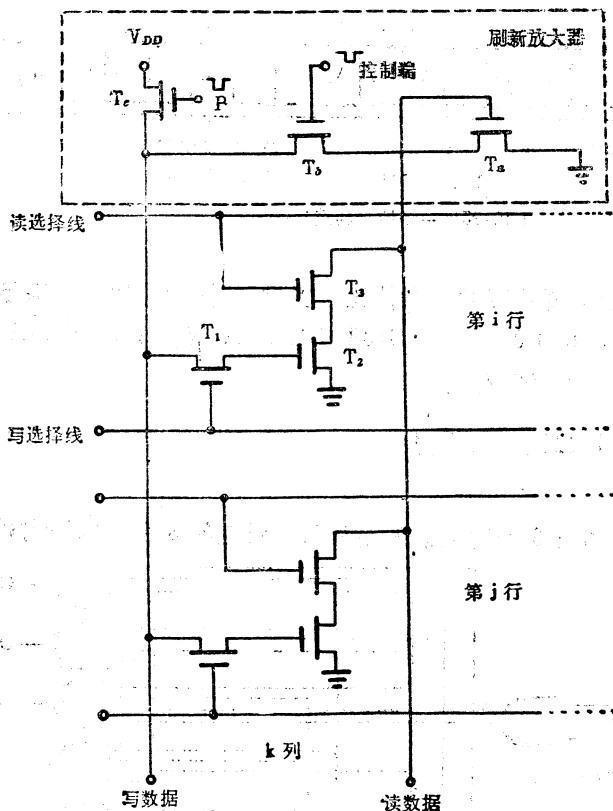 V_DD
刷新放大器
控制端
T_c
P
T_b
T_a
读选择线
T_3
第 i 行
T_1
T_2
写选择线
第 j 行
k 列
写数据
读数据